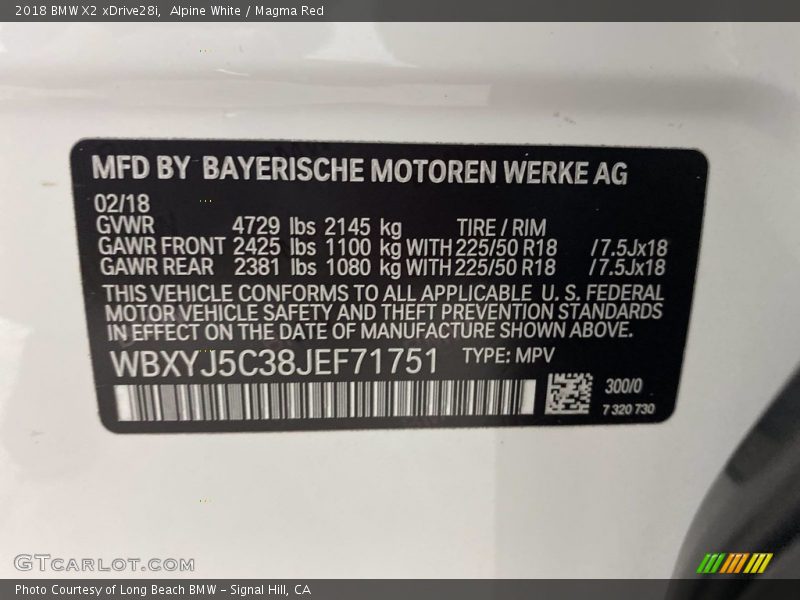 2018 BMW X2 xDrive28i, Alpine White / Magma Red
MFD BY BAYERISCHE MOTOREN WERKE AG
02/18
GVWR 4729 lbs 2145 kg TIRE / RIM
GAWR FRONT 2425 lbs 1100 kg WITH 225/50 R18 /7.5Jx18
GAWR REAR 2381 lbs 1080 kg WITH 225/50 R18 /7.5Jx18
THIS VEHICLE CONFORMS TO ALL APPLICABLE U. S. FEDERAL
MOTOR VEHICLE SAFETY AND THEFT PREVENTION STANDARDS
IN EFFECT ON THE DATE OF MANUFACTURE SHOWN ABOVE.
WBXYJ5C38JEF71751 TYPE: MPV
300/0
7 320 730
GTCARLOT.COM
Photo Courtesy of Long Beach BMW - Signal Hill, CA